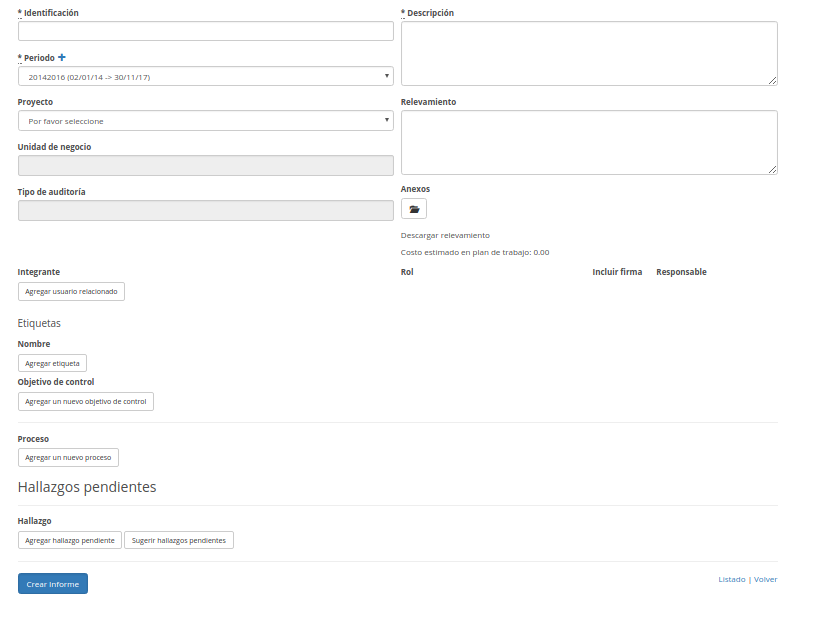 * Identificación
* Periodo
20142016 (02/01/14 -> 30/11/17)
Proyecto
Por favor seleccione
Unidad de negocio
Tipo de auditoría
* Descripción
Relevamiento
Anexos
Descargar relevamiento
Costo estimado en plan de trabajo: 0.00
Integrante Rol Incluir firma Responsable
Agregar usuario relacionado
Etiquetas
Nombre
Agregar etiqueta
Objetivo de control
Agregar un nuevo objetivo de control
Proceso
Agregar un nuevo proceso
Hallazgos pendientes
Hallazgo
Agregar hallazgo pendiente Sugerir hallazgos pendientes
Crear Informe Listado | Volver